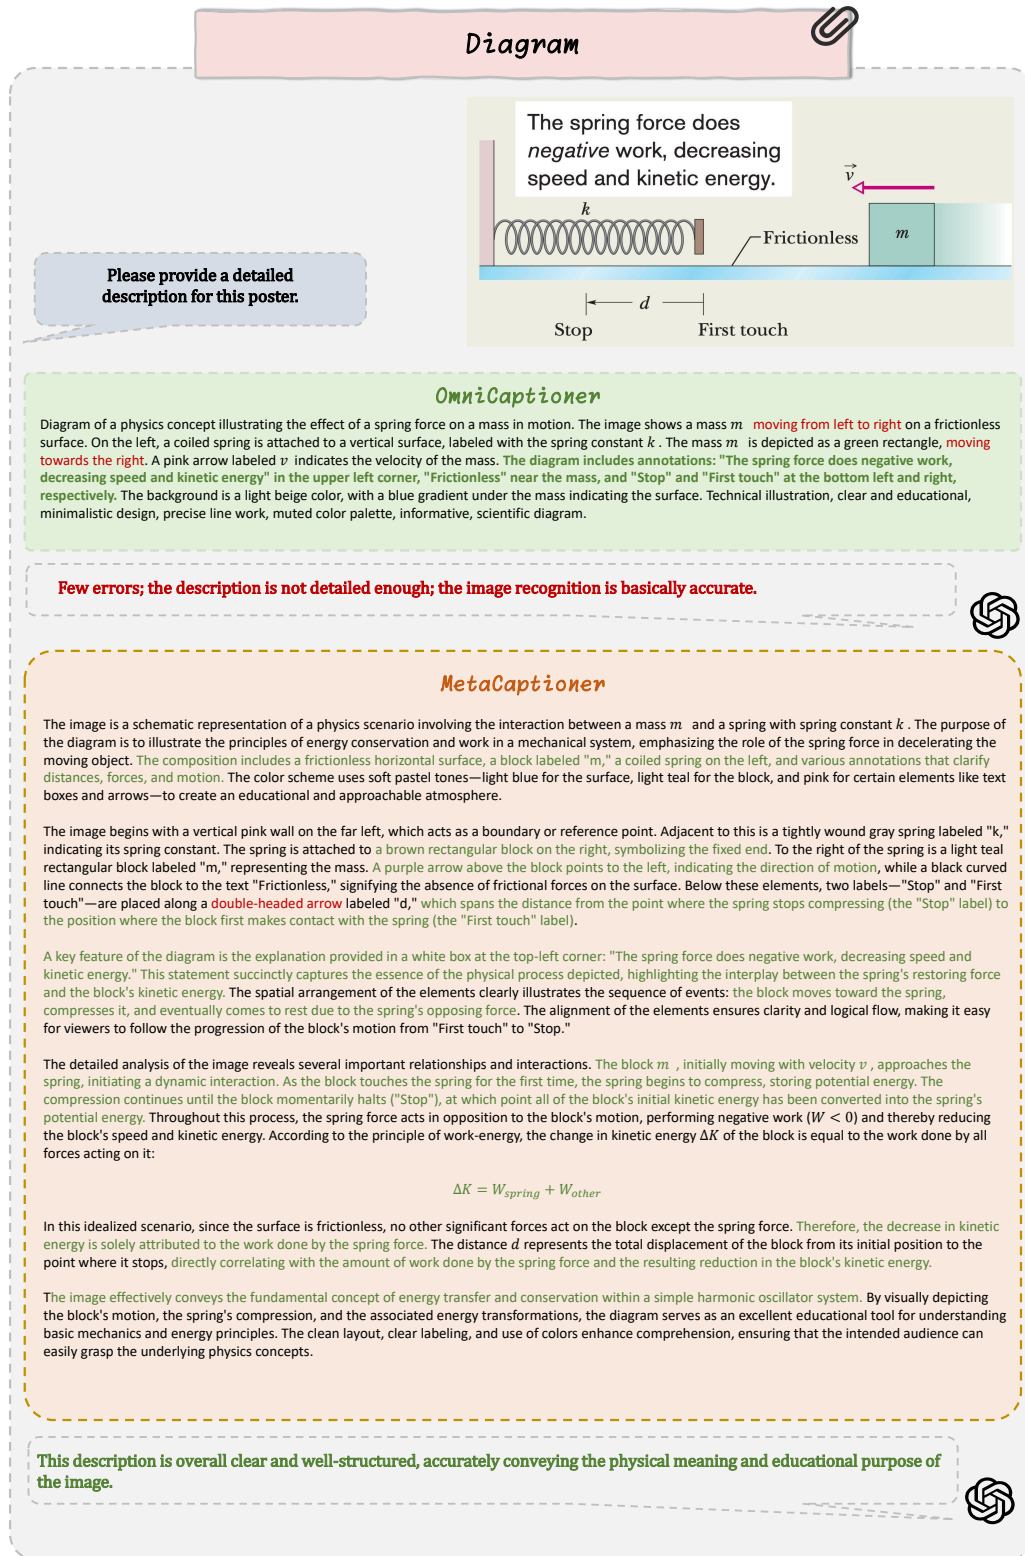 Diagram
The spring force does
negative work, decreasing
speed and kinetic energy.
v
k
m
Frictionless
d
Stop
First touch
Please provide a detailed
description for this poster.
OmniCaptioner
Diagram of a physics concept illustrating the effect of a spring force on a mass in motion. The image shows a mass m moving from left to right on a frictionless
surface. On the left, a coiled spring is attached to a vertical surface, labeled with the spring constant k . The mass m is depicted as a green rectangle, moving
towards the right. A pink arrow labeled v indicates the velocity of the mass. The diagram includes annotations: "The spring force does negative work,
decreasing speed and kinetic energy" in the upper left corner, "Frictionless" near the mass, and "Stop" and "First touch" at the bottom left and right,
respectively. The background is a light beige color, with a blue gradient under the mass indicating the surface. Technical illustration, clear and educational,
minimalistic design, precise line work, muted color palette, informative, scientific diagram.
Few errors; the description is not detailed enough; the image recognition is basically accurate.
MetaCaptioner
The image is a schematic representation of a physics scenario involving the interaction between a mass m and a spring with spring constant k . The purpose of
the diagram is to illustrate the principles of energy conservation and work in a mechanical system, emphasizing the role of the spring force in decelerating the
moving object. The composition includes a frictionless horizontal surface, a block labeled "m," a coiled spring on the left, and various annotations that clarify
distances, forces, and motion. The color scheme uses soft pastel tones—light blue for the surface, light teal for the block, and pink for certain elements like text
boxes and arrows—to create an educational and approachable atmosphere.
The image begins with a vertical pink wall on the far left, which acts as a boundary or reference point. Adjacent to this is a tightly wound gray spring labeled "k,"
indicating its spring constant. The spring is attached to a brown rectangular block on the right, symbolizing the fixed end. To the right of the spring is a light teal
rectangular block labeled "m," representing the mass. A purple arrow above the block points to the left, indicating the direction of motion, while a black curved
line connects the block to the text "Frictionless," signifying the absence of frictional forces on the surface. Below these elements, two labels—"Stop" and "First
touch"—are placed along a double-headed arrow labeled "d," which spans the distance from the point where the spring stops compressing (the "Stop" label) to
the position where the block first makes contact with the spring (the "First touch" label).
A key feature of the diagram is the explanation provided in a white box at the top-left corner: "The spring force does negative work, decreasing speed and
kinetic energy." This statement succinctly captures the essence of the physical process depicted, highlighting the interplay between the spring's restoring force
and the block's kinetic energy. The spatial arrangement of the elements clearly illustrates the sequence of events: the block moves toward the spring,
compresses it, and eventually comes to rest due to the spring's opposing force. The alignment of the elements ensures clarity and logical flow, making it easy
for viewers to follow the progression of the block's motion from "First touch" to "Stop."
The detailed analysis of the image reveals several important relationships and interactions. The block m , initially moving with velocity v , approaches the
spring, initiating a dynamic interaction. As the block touches the spring for the first time, the spring begins to compress, storing potential energy. The
compression continues until the block momentarily halts ("Stop"), at which point all of the block's initial kinetic energy has been converted into the spring's
potential energy. Throughout this process, the spring force acts in opposition to the block's motion, performing negative work (W < 0) and thereby reducing
the block's speed and kinetic energy. According to the principle of work-energy, the change in kinetic energy ΔK of the block is equal to the work done by all
forces acting on it:
ΔK = W_spring + W_other
In this idealized scenario, since the surface is frictionless, no other significant forces act on the block except the spring force. Therefore, the decrease in kinetic
energy is solely attributed to the work done by the spring force. The distance d represents the total displacement of the block from its initial position to the
point where it stops, directly correlating with the amount of work done by the spring force and the resulting reduction in the block's kinetic energy.
The image effectively conveys the fundamental concept of energy transfer and conservation within a simple harmonic oscillator system. By visually depicting
the block's motion, the spring's compression, and the associated energy transformations, the diagram serves as an excellent educational tool for understanding
basic mechanics and energy principles. The clean layout, clear labeling, and use of colors enhance comprehension, ensuring that the intended audience can
easily grasp the underlying physics concepts.
This description is overall clear and well-structured, accurately conveying the physical meaning and educational purpose of
the image.